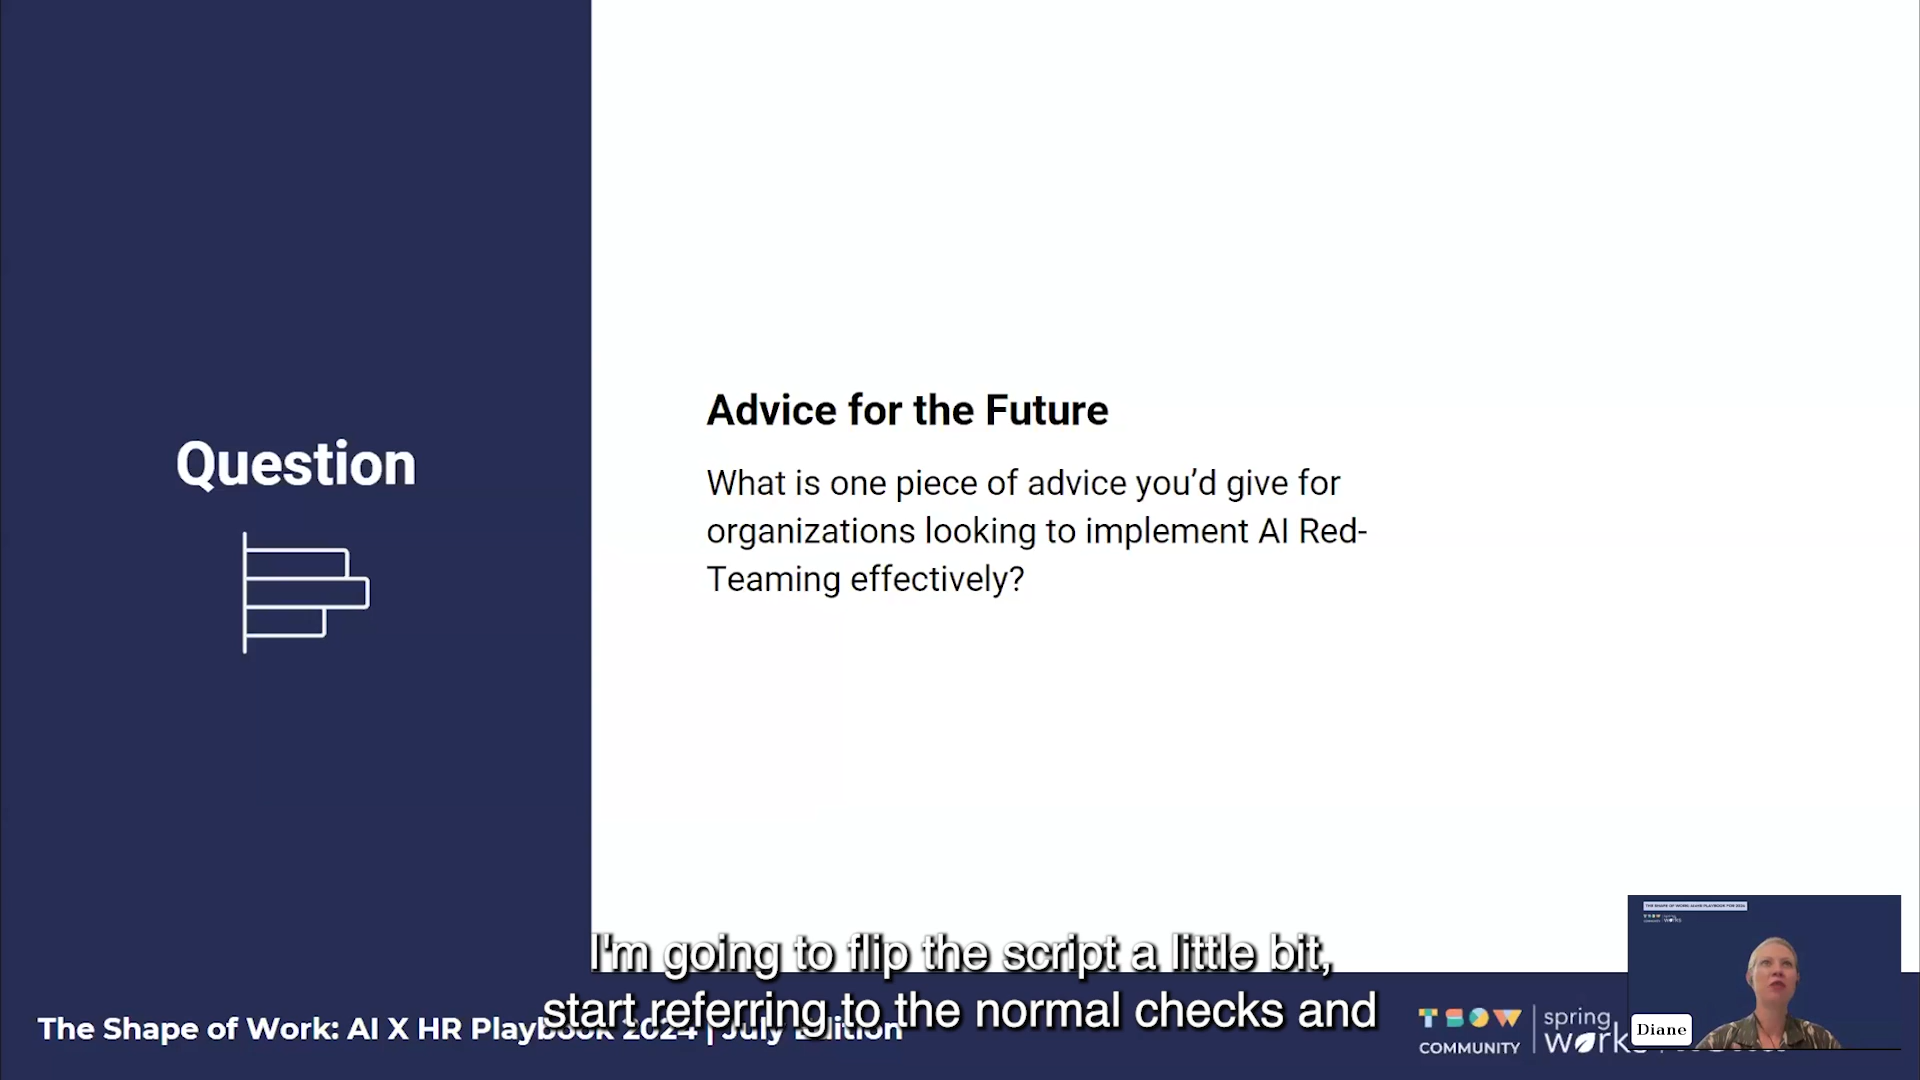 Question
Advice for the Future
What is one piece of advice you’d give for
organizations looking to implement AI Red-
Teaming effectively?
I'm going to flip the script a little bit,
start referring to the normal checks and
The Shape of Work: AI X HR Playbook 2024 | July Edition
TSOW
COMMUNITY
spring
works
Diane